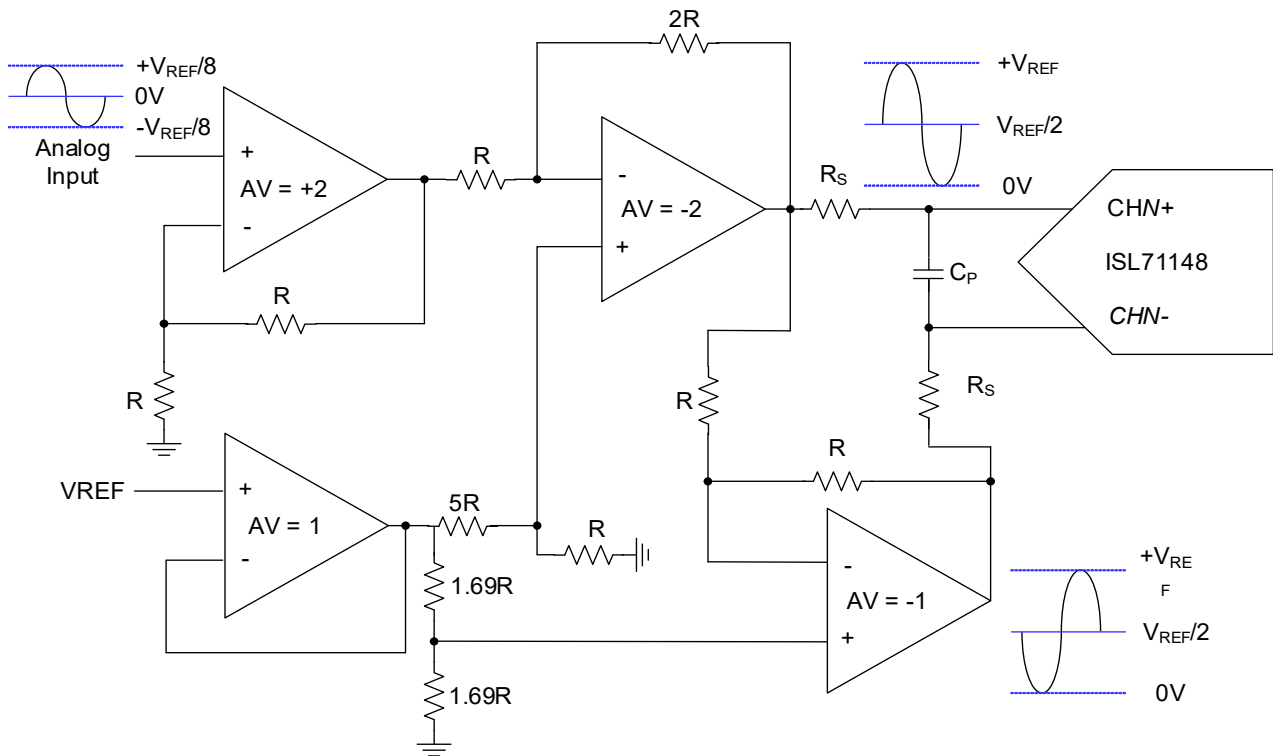 2R
+VREF/8
0V
-VREF/8
Analog
Input
+
AV = +2
-
R
R
R
-
AV = -2
+
RS
+VREF
VREF/2
0V
CHN+
ISL71148
CHN-
CP
RS
R
R
VREF
+
AV = 1
-
5R
R
1.69R
1.69R
-
AV = -1
+
+VRE
F
VREF/2
0V